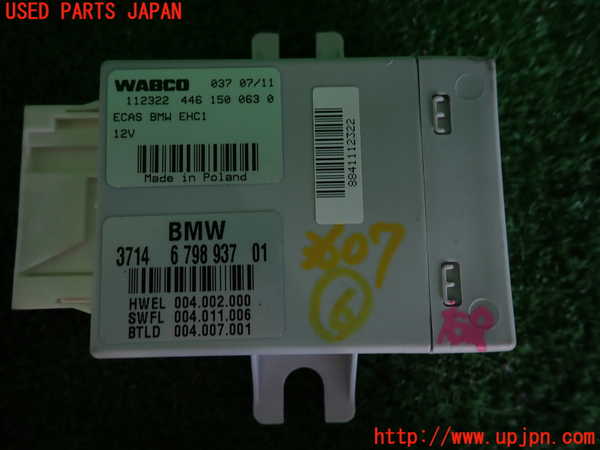 USED PARTS JAPAN
WABCO 037 07/11
112322 446 150 063 0
ECAS BMW EHC1
12V
Made in Poland
8841112322
BMW
3714 6 798 937 01
HWEL 004.002.000
SWFL 004.011.006
BTLD 004.007.001
607
6
http://www.upjpn.com/